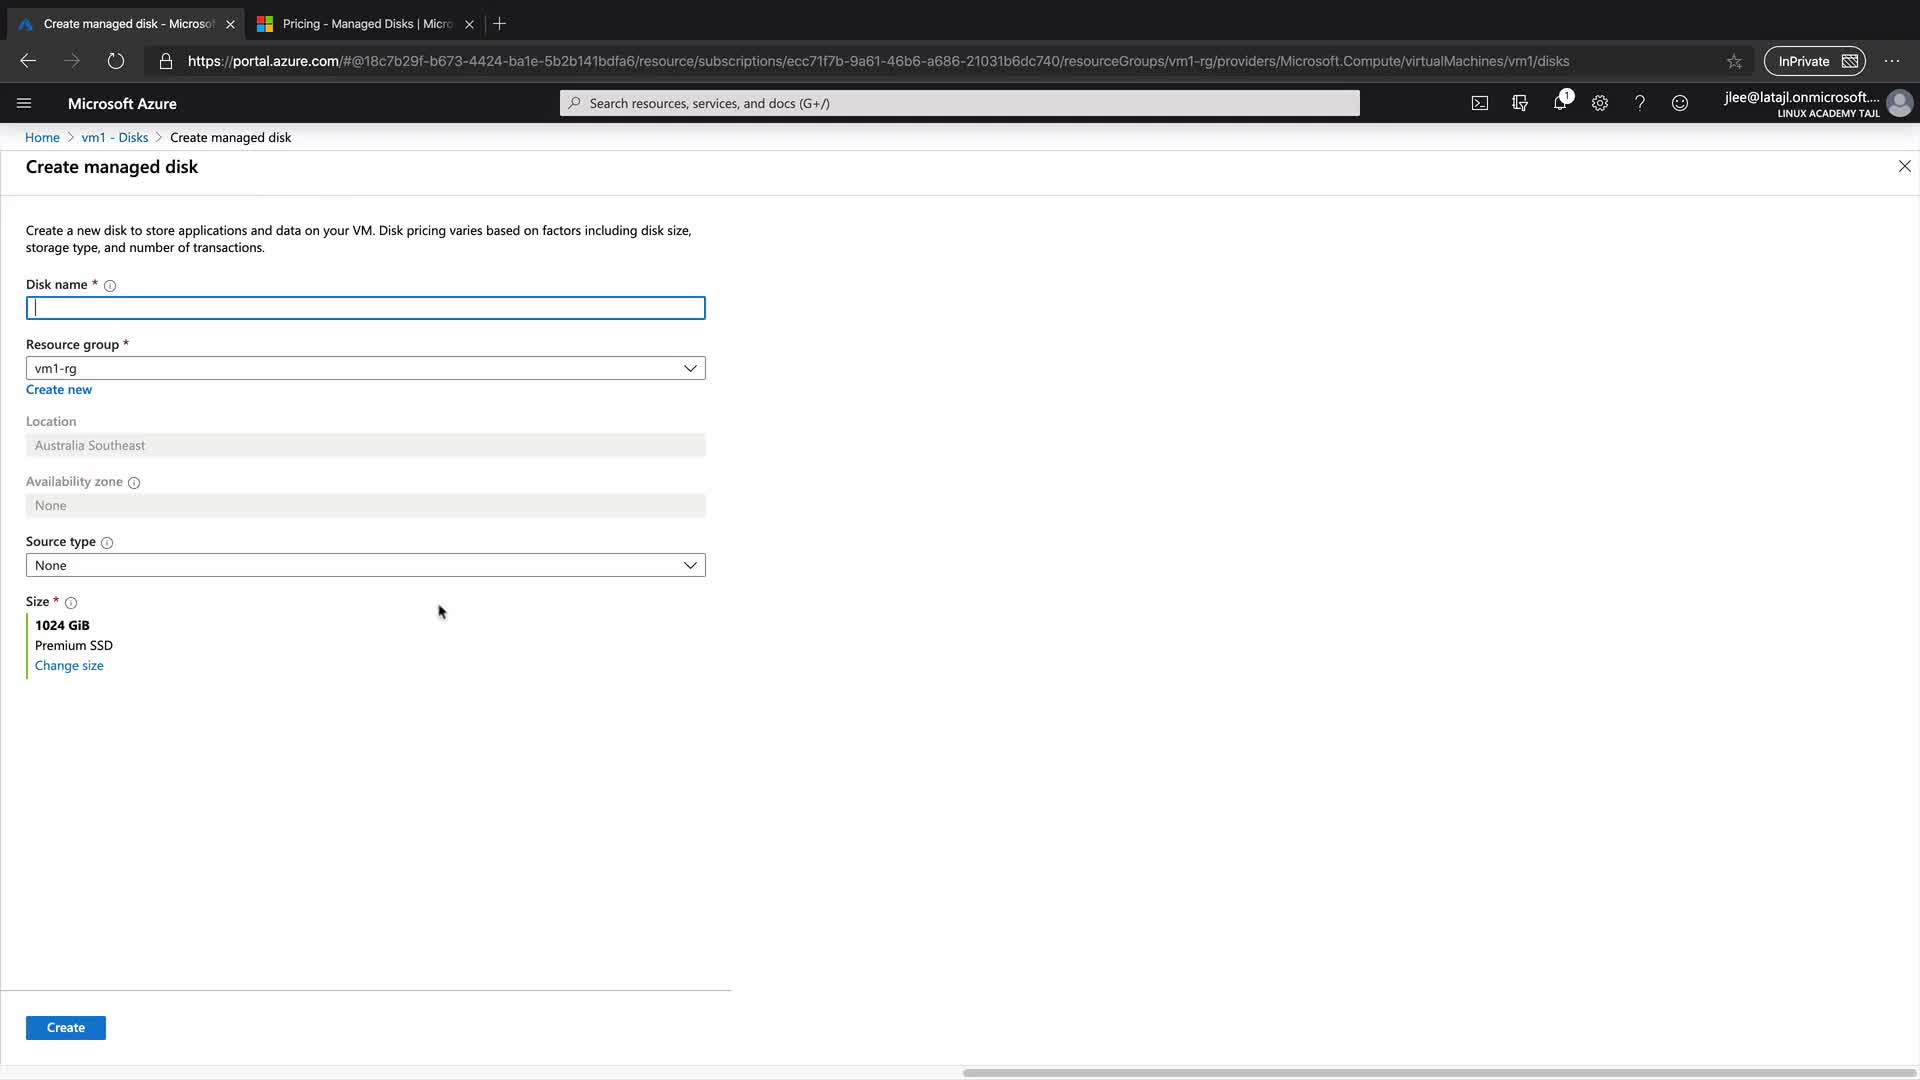 Create managed disk - Microso
Pricing - Managed Disks | Micro
https://portal.azure.com/#@18c7b29f-b673-4424-ba1e-5b2b141bdfa6/resource/subscriptions/ecc71f7b-9a61-46b6-a686-21031b6dc740/resourceGroups/vm1-rg/providers/Microsoft.Compute/virtualMachines/vm1/disks
InPrivate
Microsoft Azure
Search resources, services, and docs (G+/)
1
jlee@latajl.onmicrosoft....
LINUX ACADEMY TAJL
Home > vm1 - Disks > Create managed disk
Create managed disk
Create a new disk to store applications and data on your VM. Disk pricing varies based on factors including disk size,
storage type, and number of transactions.
Disk name *
Resource group *
vm1-rg
Create new
Location
Australia Southeast
Availability zone
None
Source type
None
Size *
1024 GiB
Premium SSD
Change size
Create